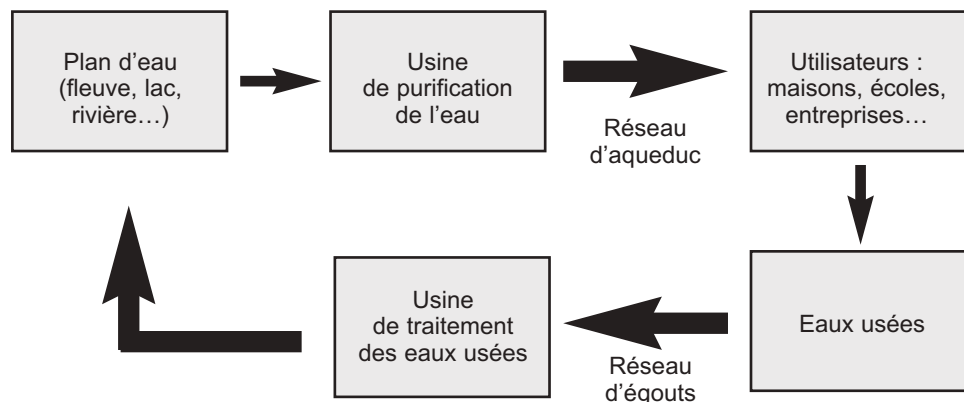 Plan d’eau
(fleuve, lac,
rivière…)
Usine
de purification
de l’eau
Réseau
d’aqueduc
Utilisateurs :
maisons, écoles,
entreprises…
Eaux usées
Réseau
d’égouts
Usine
de traitement
des eaux usées